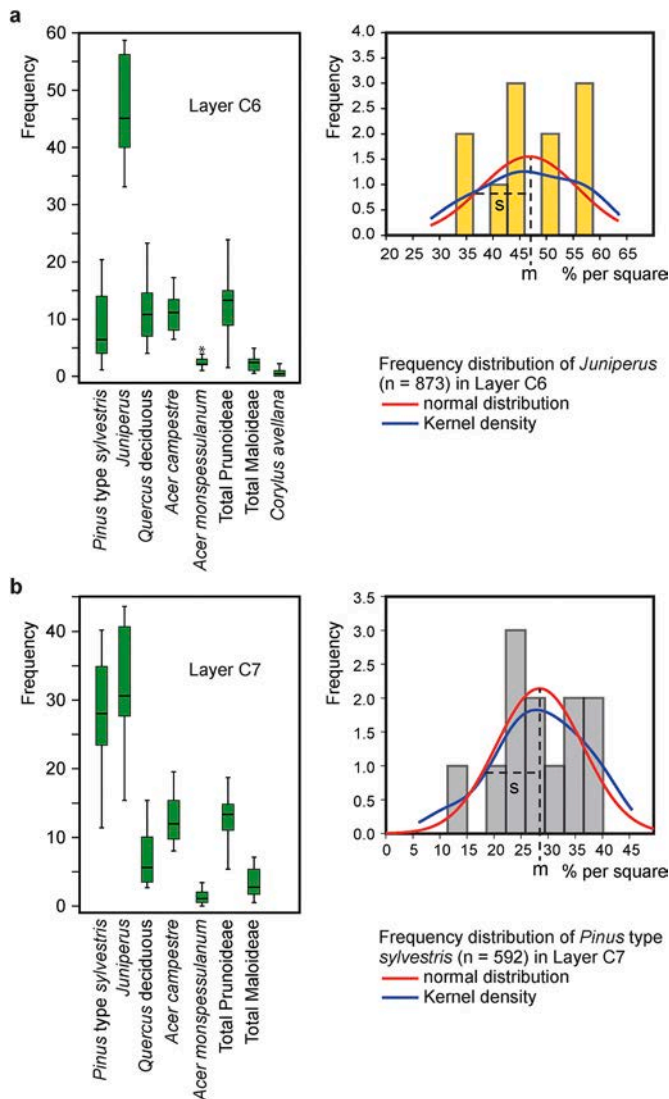 a
Frequency
60
50
40
30
20
10
0
Layer C6
Pinus type sylvestris
Juniperus
Quercus deciduous
Acer campestre
Acer monspessulanum
Total Prunoideae
Total Maloideae
Corylus avellana
*
Frequency
4.0
3.5
3.0
2.5
2.0
1.5
1.0
0.5
0.0
s
20 25 30 35 40 45 50 55 60 65
m % per square
Frequency distribution of Juniperus
(n = 873) in Layer C6
normal distribution
Kernel density
b
Frequency
40
30
20
10
0
Layer C7
Pinus type sylvestris
Juniperus
Quercus deciduous
Acer campestre
Acer monspessulanum
Total Prunoideae
Total Maloideae
Frequency
3.5
3.0
2.5
2.0
1.5
1.0
0.5
0.0
s
0 5 10 15 20 25 30 35 40 45
m % per square
Frequency distribution of Pinus type
sylvestris (n = 592) in Layer C7
normal distribution
Kernel density